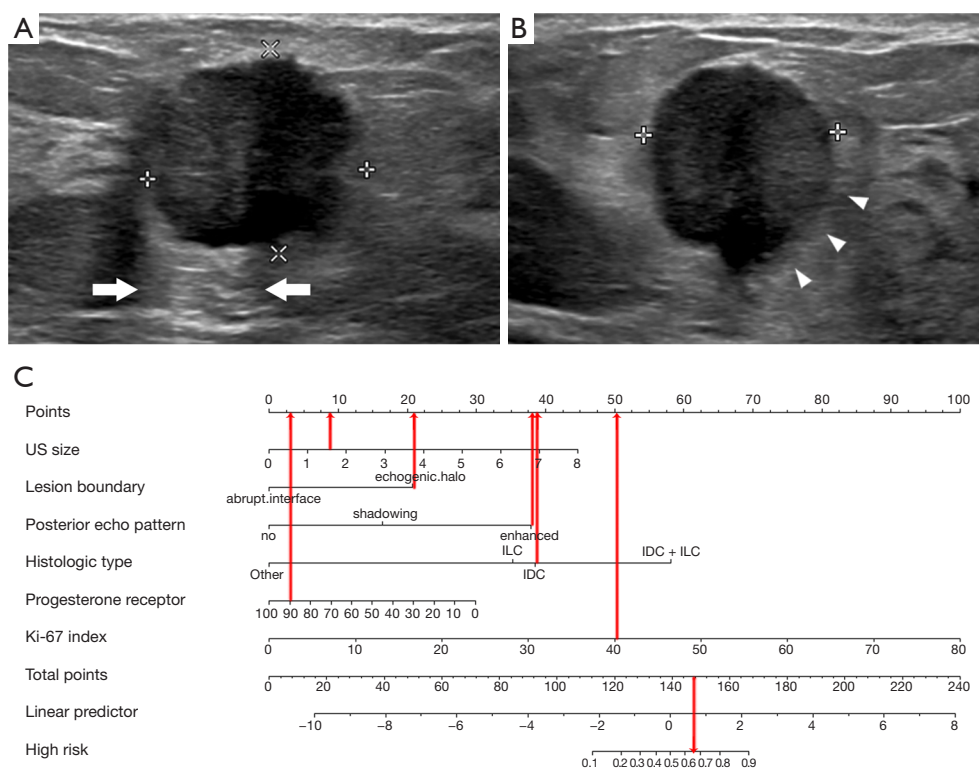 A
B
C
Points 0 10 20 30 40 50 60 70 80 90 100
US size 0 1 2 3 4 5 6 7 8
Lesion boundary abrupt.interface echogenic.halo
Posterior echo pattern no shadowing enhanced
Histologic type Other ILC IDC IDC + ILC
Progesterone receptor 100 90 80 70 60 50 40 30 20 10 0
Ki-67 index 0 10 20 30 40 50 60 70 80
Total points 0 20 40 60 80 100 120 140 160 180 200 220 240
Linear predictor −10 −8 −6 −4 −2 0 2 4 6 8
High risk 0.1 0.2 0.3 0.4 0.5 0.6 0.7 0.8 0.9